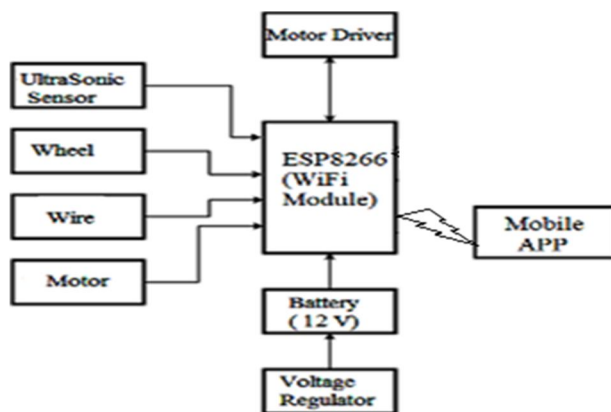 Motor Driver
UltraSonic
Sensor
Wheel
Wire
Motor
ESP8266
(WiFi
Module)
Mobile
APP
Battery
( 12 V)
Voltage
Regulator